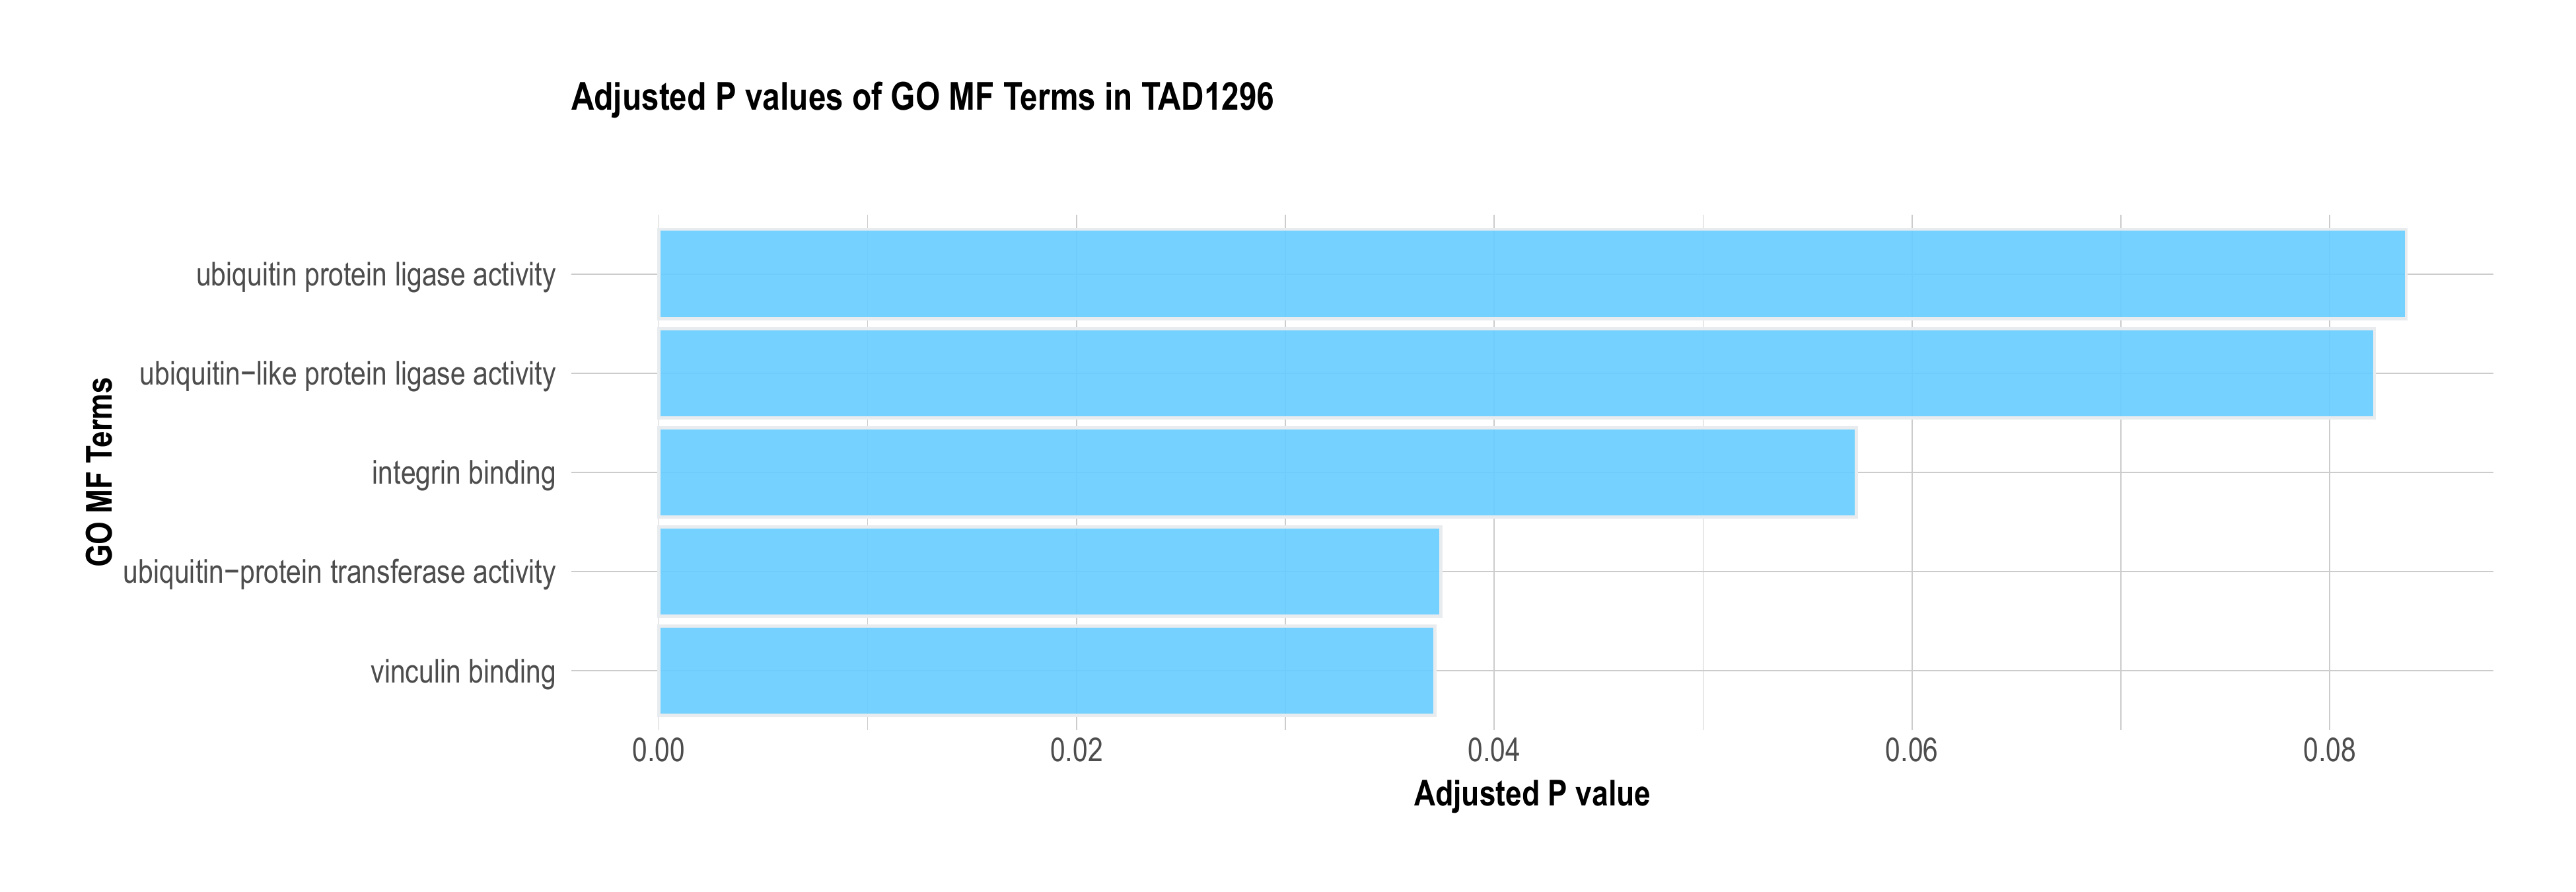 Adjusted P values of GO MF Terms in TAD1296
GO MF Terms
ubiquitin protein ligase activity
ubiquitin−like protein ligase activity
integrin binding
ubiquitin−protein transferase activity
vinculin binding
0.00 0.02 0.04 0.06 0.08
Adjusted P value